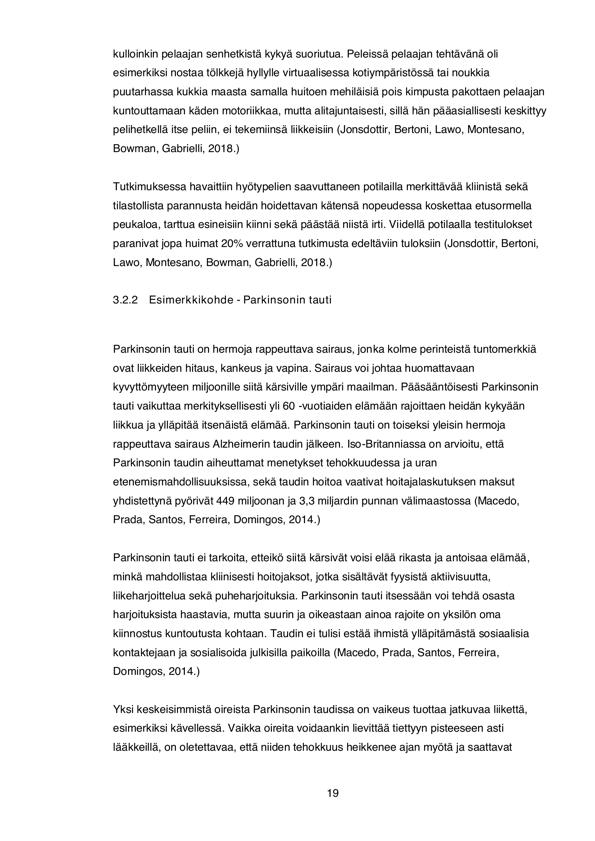 kulloinkin pelaajan senhetkistä kykyä suoriutua. Peleissä pelaajan tehtävänä oli
esimerkiksi nostaa tölkkejä hyllylle virtuaalisessa kotiympäristössä tai noukkia
puutarhassa kukkia maasta samalla huitoen mehiläisiä pois kimpusta pakottaen pelaajan
kuntouttamaan käden motoriikkaa, mutta alitajuntaisesti, sillä hän pääasiallisesti keskittyy
pelihetkellä itse peliin, ei tekemiinsä liikkeisiin (Jonsdottir, Bertoni, Lawo, Montesano,
Bowman, Gabrielli, 2018.)
Tutkimuksessa havaittiin hyötypelien saavuttaneen potilailla merkittävää kliinistä sekä
tilastollista parannusta heidän hoidettavan kätensä nopeudessa koskettaa etusormella
peukaloa, tarttua esineisiin kiinni sekä päästää niistä irti. Viidellä potilaalla testitulokset
paranivat jopa huimat 20% verrattuna tutkimusta edeltäviin tuloksiin (Jonsdottir, Bertoni,
Lawo, Montesano, Bowman, Gabrielli, 2018.)
3.2.2 Esimerkkikohde - Parkinsonin tauti
Parkinsonin tauti on hermoja rappeuttava sairaus, jonka kolme perinteistä tuntomerkkiä
ovat liikkeiden hitaus, kankeus ja vapina. Sairaus voi johtaa huomattavaan
kyvyttömyyteen miljoonille siitä kärsiville ympäri maailman. Pääsääntöisesti Parkinsonin
tauti vaikuttaa merkityksellisesti yli 60 -vuotiaiden elämään rajoittaen heidän kykyään
liikkua ja ylläpitää itsenäistä elämää. Parkinsonin tauti on toiseksi yleisin hermoja
rappeuttava sairaus Alzheimerin taudin jälkeen. Iso-Britanniassa on arvioitu, että
Parkinsonin taudin aiheuttamat menetykset tehokkuudessa ja uran
etenemismahdollisuuksissa, sekä taudin hoitoa vaativat hoitajalaskutuksen maksut
yhdistettynä pyörivät 449 miljoonan ja 3,3 miljardin punnan välimaastossa (Macedo,
Prada, Santos, Ferreira, Domingos, 2014.)
Parkinsonin tauti ei tarkoita, etteikö siitä kärsivät voisi elää rikasta ja antoisaa elämää,
minkä mahdollistaa kliinisesti hoitojaksot, jotka sisältävät fyysistä aktiivisuutta,
liikeharjoittelua sekä puheharjoituksia. Parkinsonin tauti itsessään voi tehdä osasta
harjoituksista haastavia, mutta suurin ja oikeastaan ainoa rajoite on yksilön oma
kiinnostus kuntoutusta kohtaan. Taudin ei tulisi estää ihmistä ylläpitämästä sosiaalisia
kontaktejaan ja sosialisoida julkisilla paikoilla (Macedo, Prada, Santos, Ferreira,
Domingos, 2014.)
Yksi keskeisimmistä oireista Parkinsonin taudissa on vaikeus tuottaa jatkuvaa liikettä,
esimerkiksi kävellessä. Vaikka oireita voidaankin lievittää tiettyyn pisteeseen asti
lääkkeillä, on oletettavaa, että niiden tehokkuus heikkenee ajan myötä ja saattavat
19